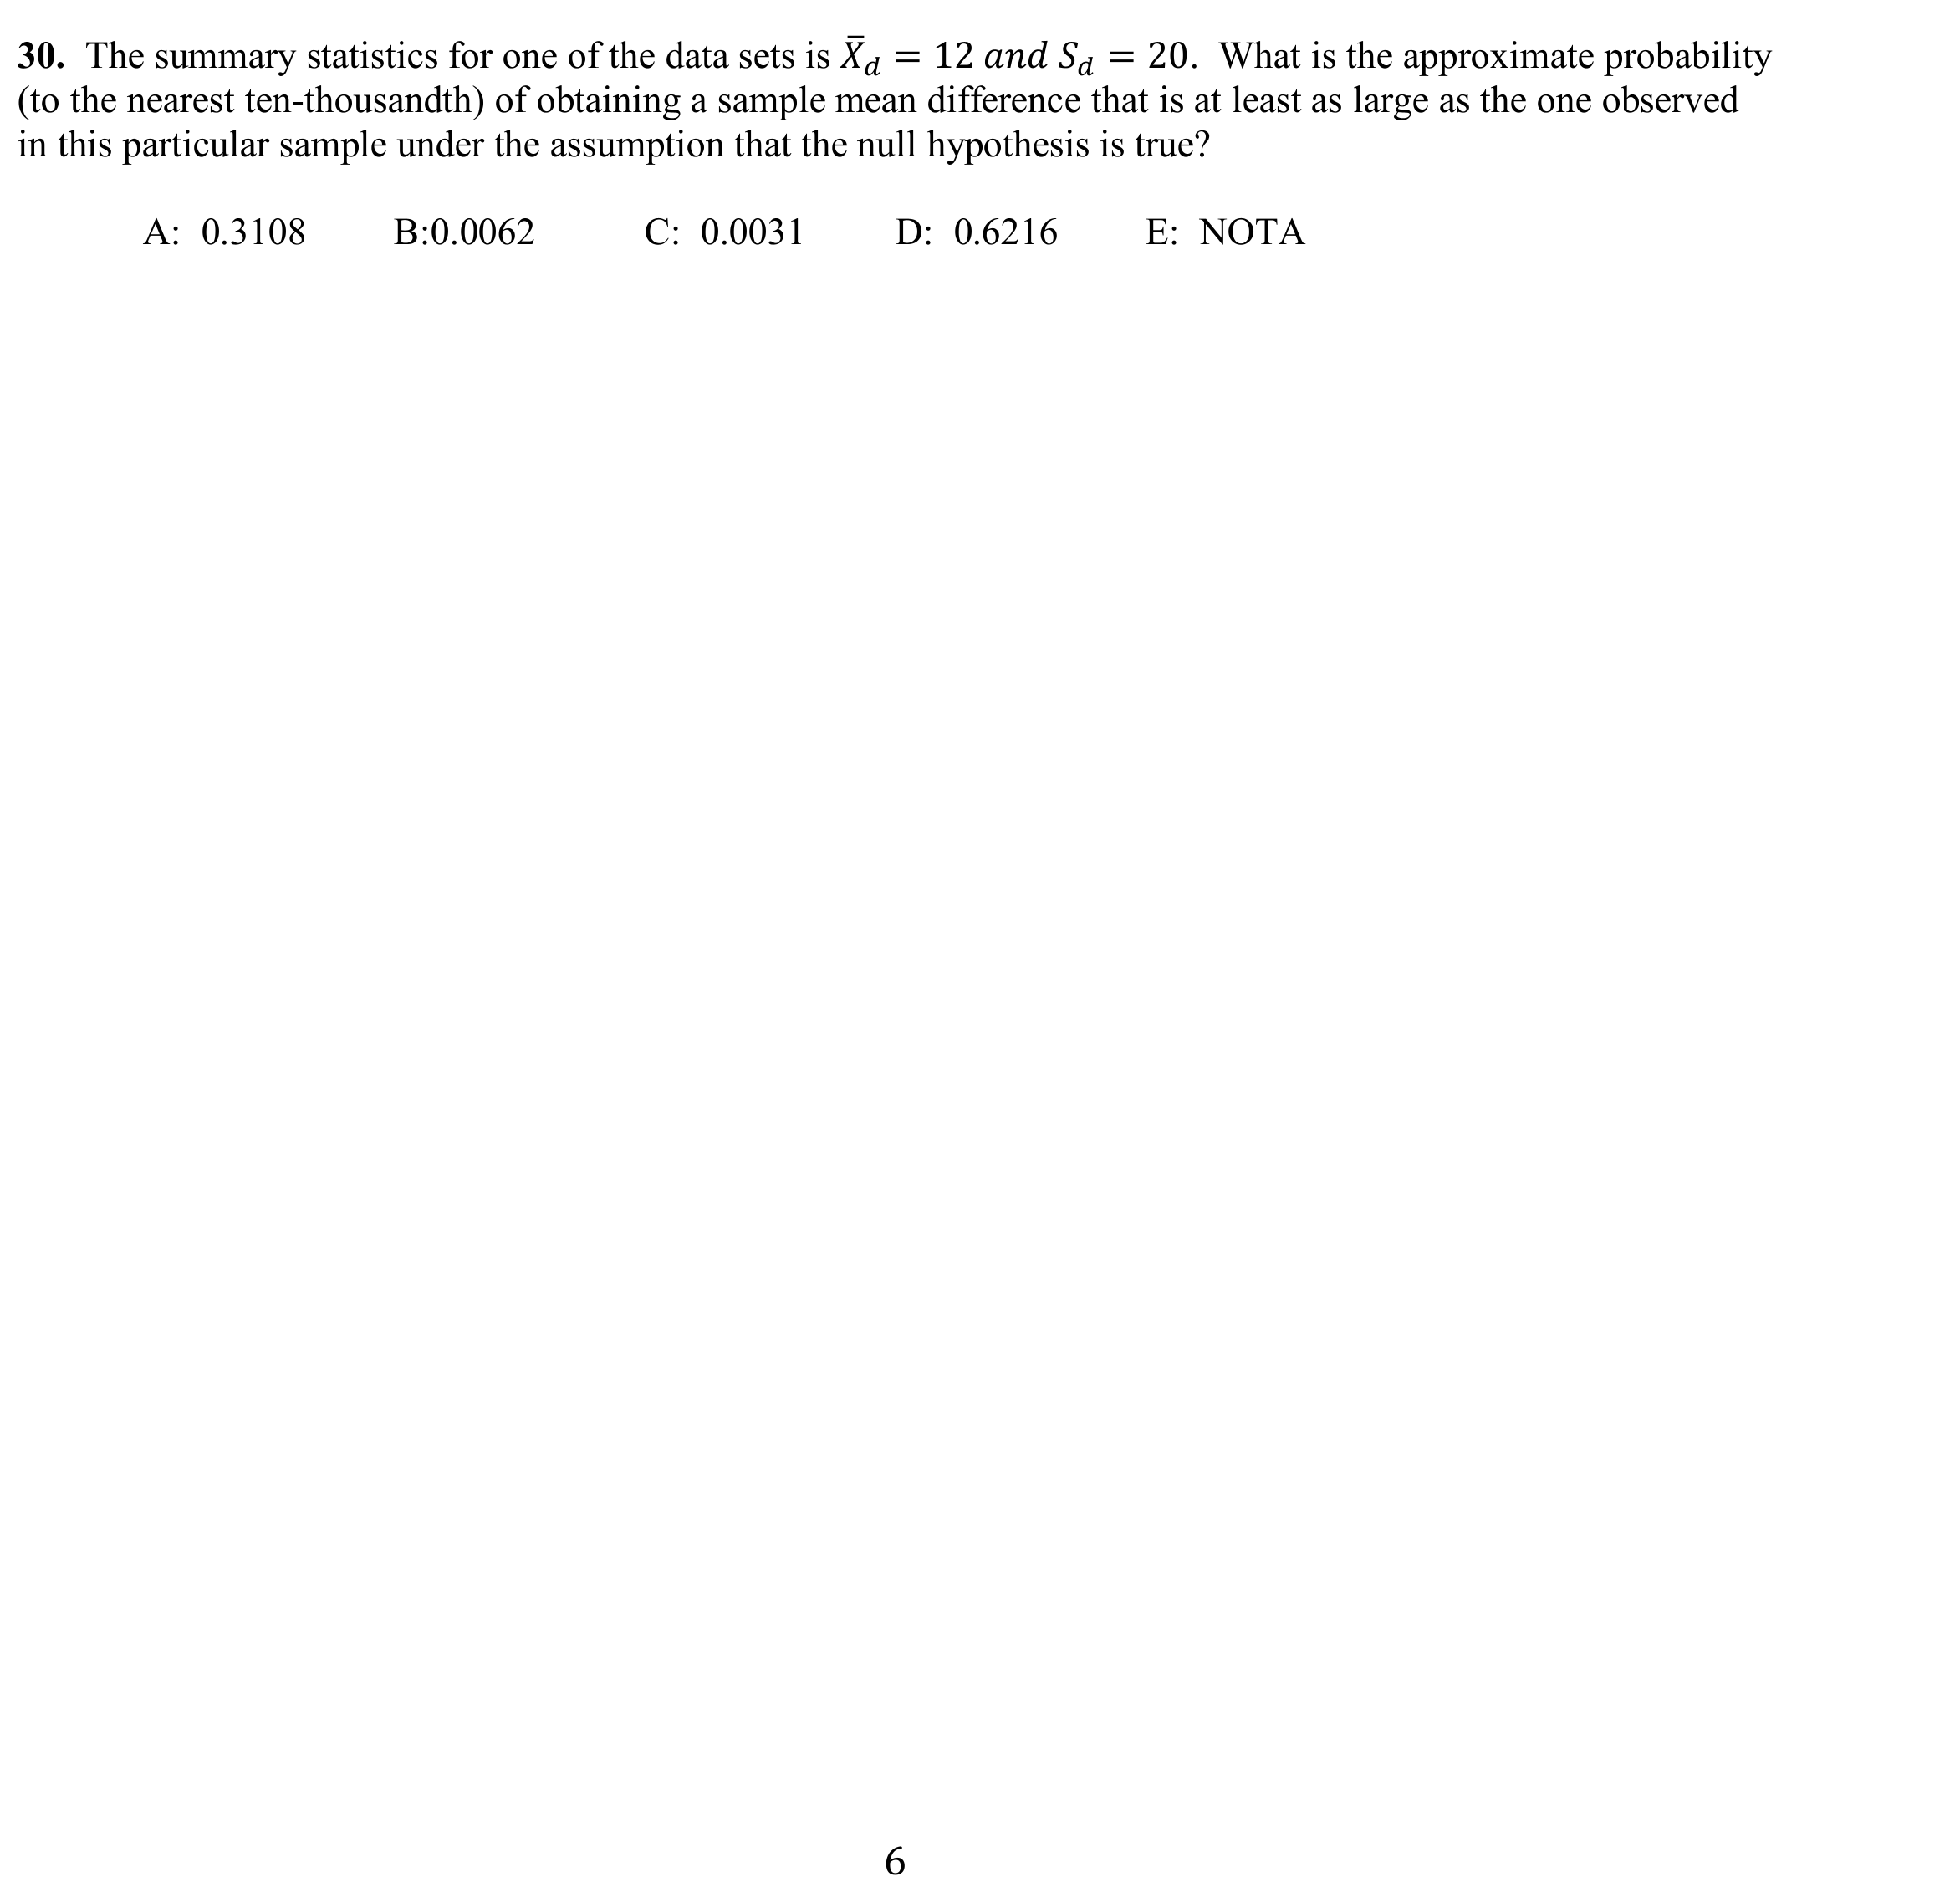 30. The summary statistics for one of the data sets is X̄d = 12 and Sd = 20. What is the approximate probability
(to the nearest ten-thousandth) of obtaining a sample mean difference that is at least as large as the one observed
in this particular sample under the assumption that the null hypothesis is true?
A: 0.3108 B:0.0062 C: 0.0031 D: 0.6216 E: NOTA
6